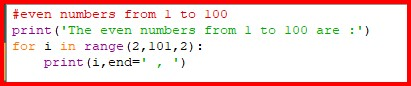 #even numbers from 1 to 100
print('The even numbers from 1 to 100 are :')
for i in range(2,101,2):
    print(i,end=' , ')